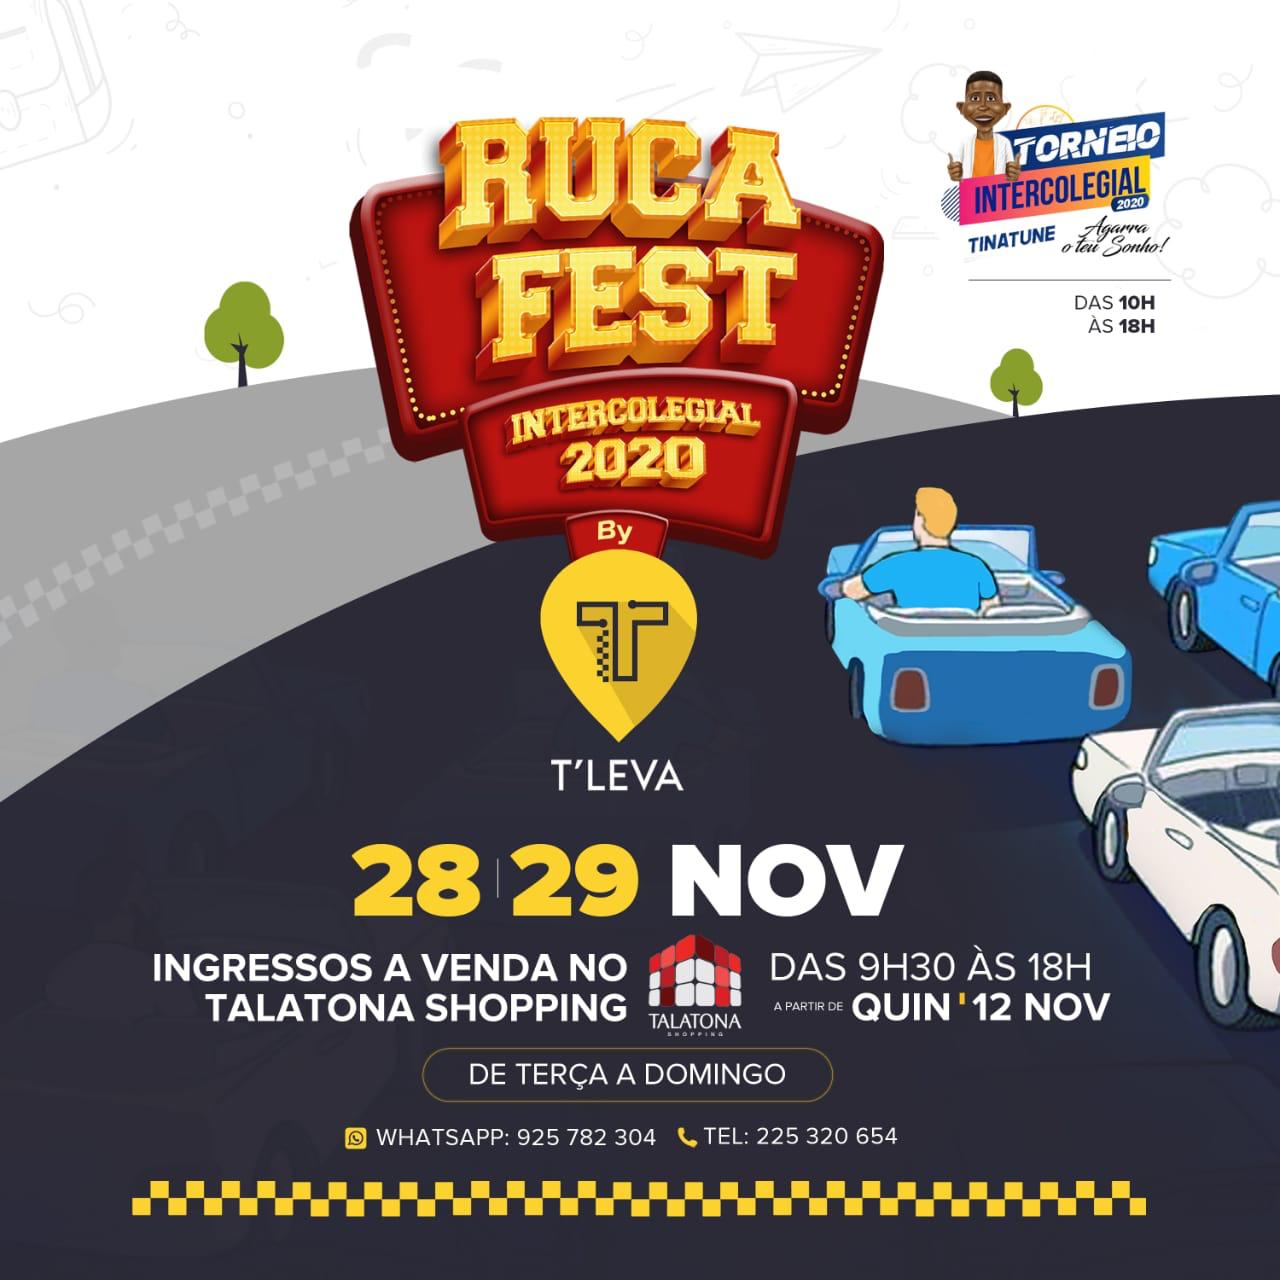 RUCA
FEST
INTERCOLEGIAL
2020
By
T
T'LEVA
TORNEIO
INTERCOLEGIAL
2020
TINATUNE
Agarra
o teu Sonho!
DAS 10H
ÀS 18H
28 | 29 NOV
INGRESSOS A VENDA NO
TALATONA SHOPPING
TALATONA
SHOPPING
DAS 9H30 ÀS 18H
A PARTIR DE QUIN ' 12 NOV
DE TERÇA A DOMINGO
WHATSAPP: 925 782 304 TEL: 225 320 654